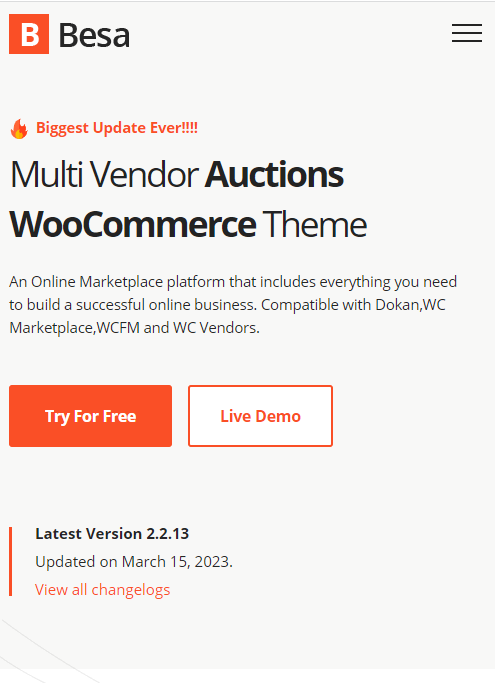 B Besa
Biggest Update Ever!!!!
Multi Vendor Auctions
WooCommerce Theme
An Online Marketplace platform that includes everything you need
to build a successful online business. Compatible with Dokan,WC
Marketplace,WCFM and WC Vendors.
Try For Free
Live Demo
Latest Version 2.2.13
Updated on March 15, 2023.
View all changelogs